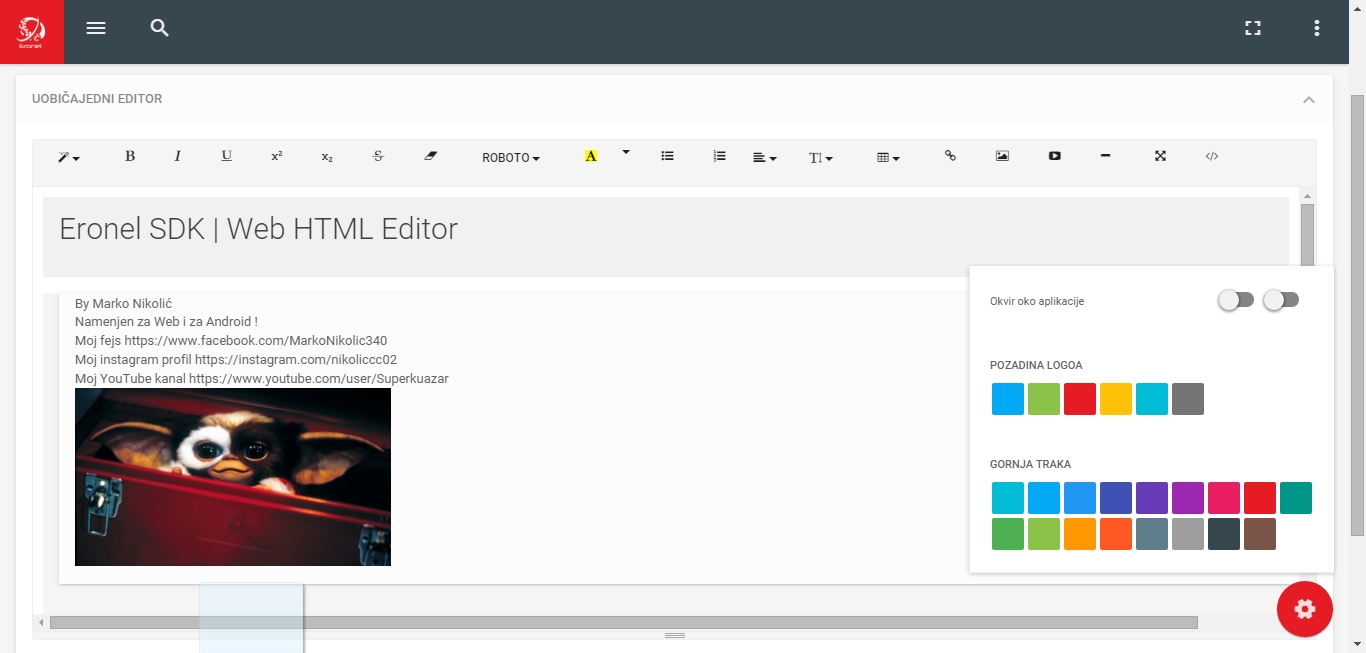 Eronel
UOBIČAJEDNI EDITOR
B I U x² x₂ S ROBOTO A T! </>
Eronel SDK | Web HTML Editor
By Marko Nikolić
Namenjen za Web i za Android !
Moj fejs https://www.facebook.com/MarkoNikolic340
Moj instagram profil https://instagram.com/nikoliccc02
Moj YouTube kanal https://www.youtube.com/user/Superkuazar
Okvir oko aplikacije
POZADINA LOGOA
GORNJA TRAKA